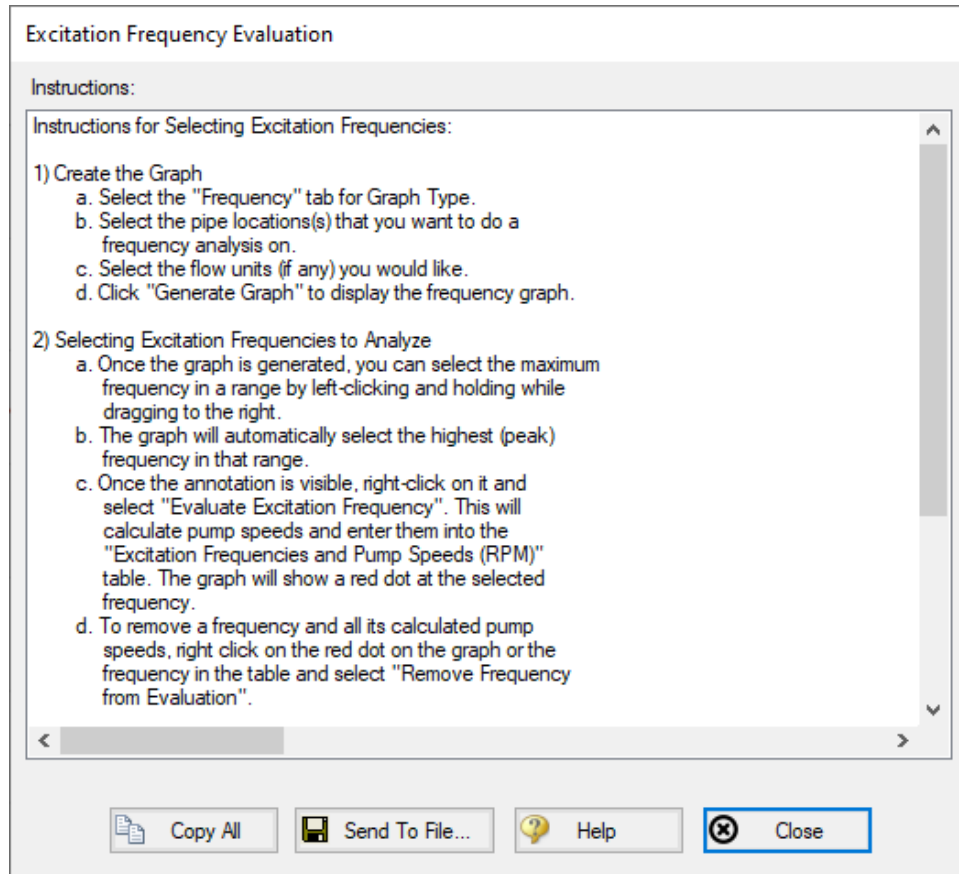 Excitation Frequency Evaluation
Instructions:
Instructions for Selecting Excitation Frequencies:
1) Create the Graph
a. Select the "Frequency" tab for Graph Type.
b. Select the pipe locations(s) that you want to do a
frequency analysis on.
c. Select the flow units (if any) you would like.
d. Click "Generate Graph" to display the frequency graph.
2) Selecting Excitation Frequencies to Analyze
a. Once the graph is generated, you can select the maximum
frequency in a range by left-clicking and holding while
dragging to the right.
b. The graph will automatically select the highest (peak)
frequency in that range.
c. Once the annotation is visible, right-click on it and
select "Evaluate Excitation Frequency". This will
calculate pump speeds and enter them into the
"Excitation Frequencies and Pump Speeds (RPM)"
table. The graph will show a red dot at the selected
frequency.
d. To remove a frequency and all its calculated pump
speeds, right click on the red dot on the graph or the
frequency in the table and select "Remove Frequency
from Evaluation".
Copy All Send To File... Help Close